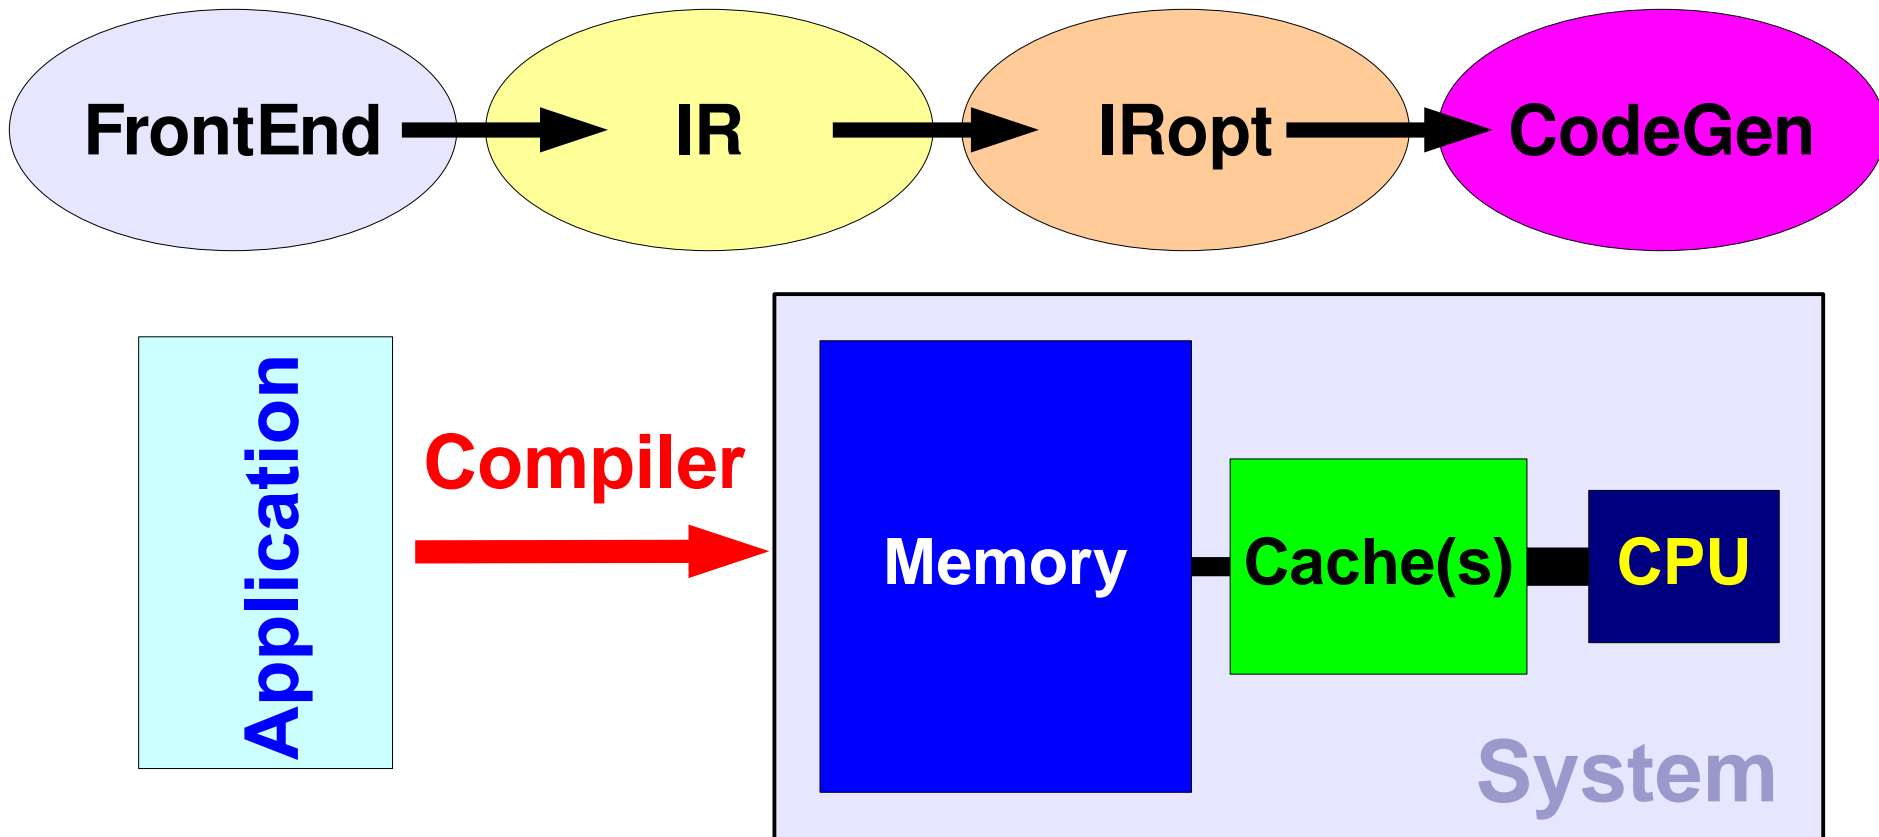 FrontEnd
IR
IRopt
CodeGen
Application
Compiler
Memory
Cache(s)
CPU
System